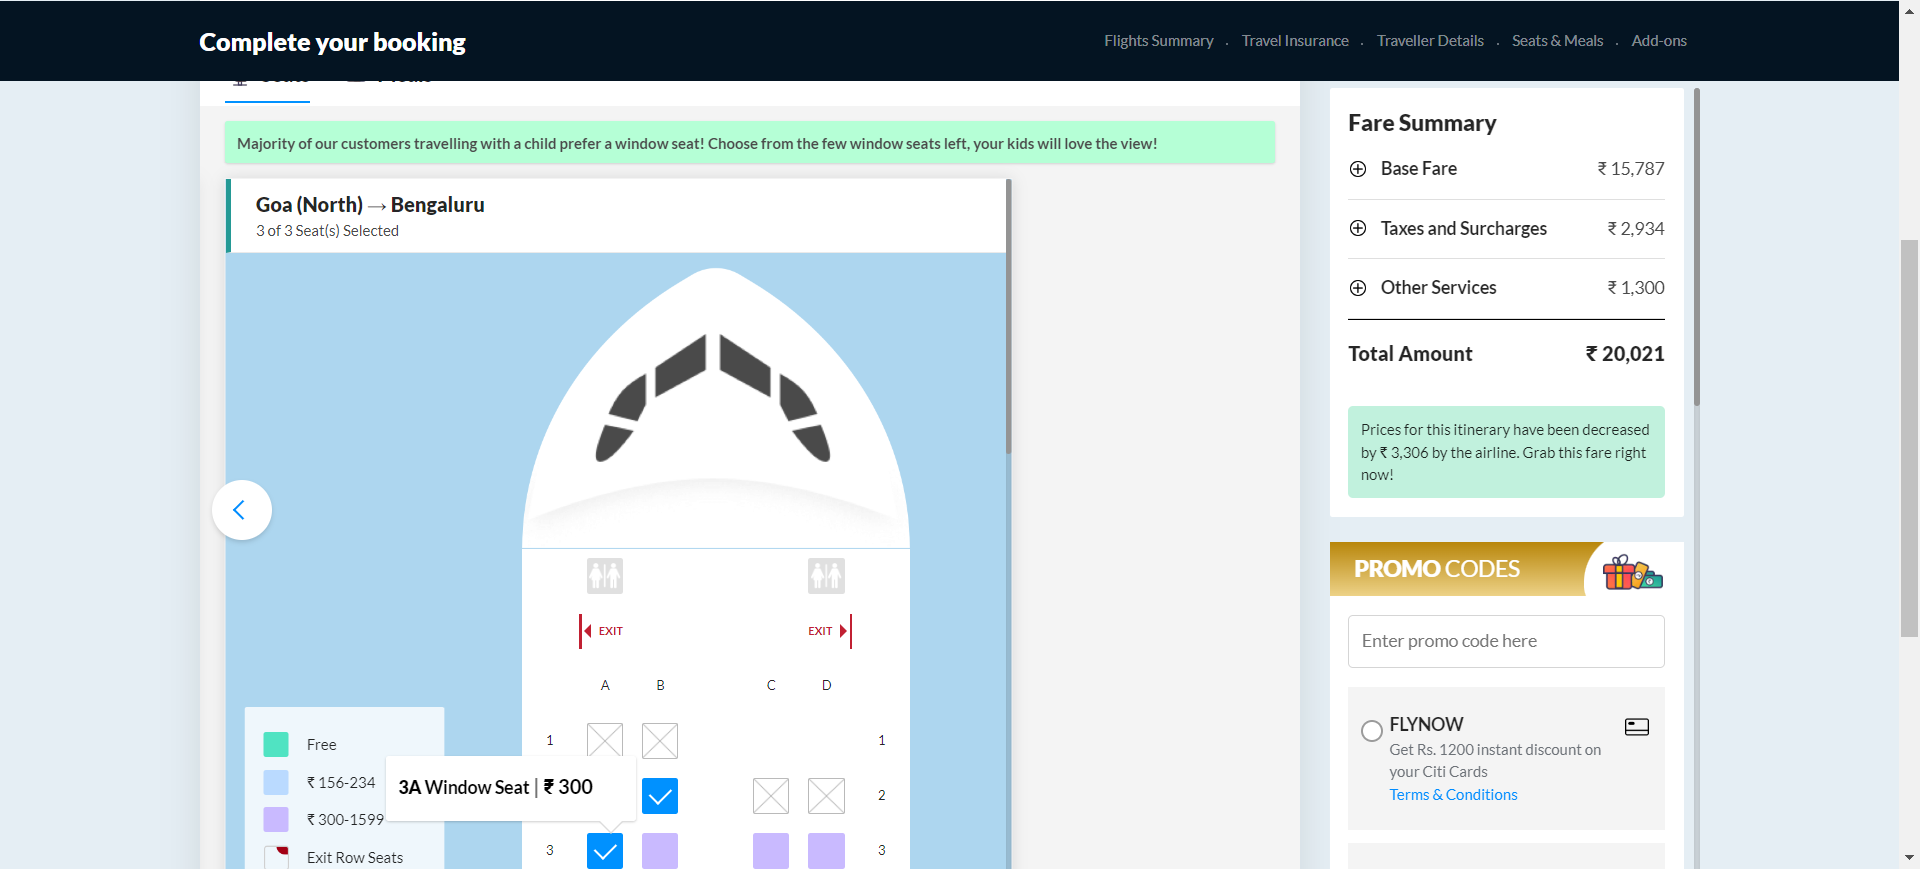 Complete your booking
Flights Summary . Travel Insurance . Traveller Details . Seats & Meals . Add-ons
Majority of our customers travelling with a child prefer a window seat! Choose from the few window seats left, your kids will love the view!
Goa (North) → Bengaluru
3 of 3 Seat(s) Selected
EXIT
EXIT
A B C D
1 1
2
3 3
Free
₹ 156-234
₹ 300-1599
Exit Row Seats
3A Window Seat | ₹ 300
Fare Summary
Base Fare ₹ 15,787
Taxes and Surcharges ₹ 2,934
Other Services ₹ 1,300
Total Amount ₹ 20,021
Prices for this itinerary have been decreased
by ₹ 3,306 by the airline. Grab this fare right
now!
PROMO CODES
Enter promo code here
FLYNOW
Get Rs. 1200 instant discount on
your Citi Cards
Terms & Conditions